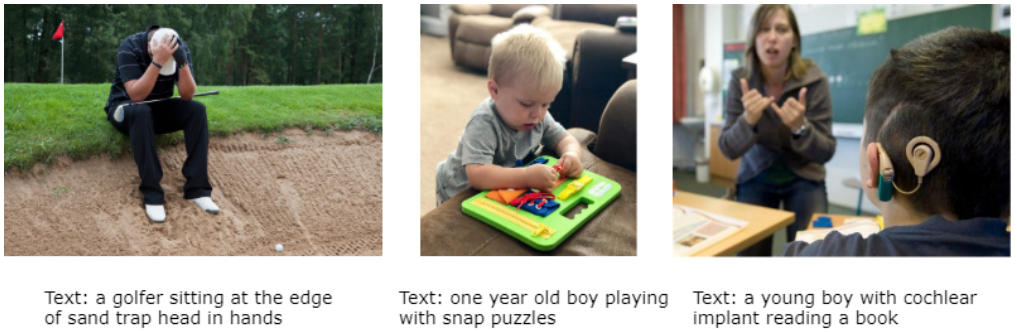 Text: a golfer sitting at the edge
of sand trap head in hands
Text: one year old boy playing
with snap puzzles
Text: a young boy with cochlear
implant reading a book